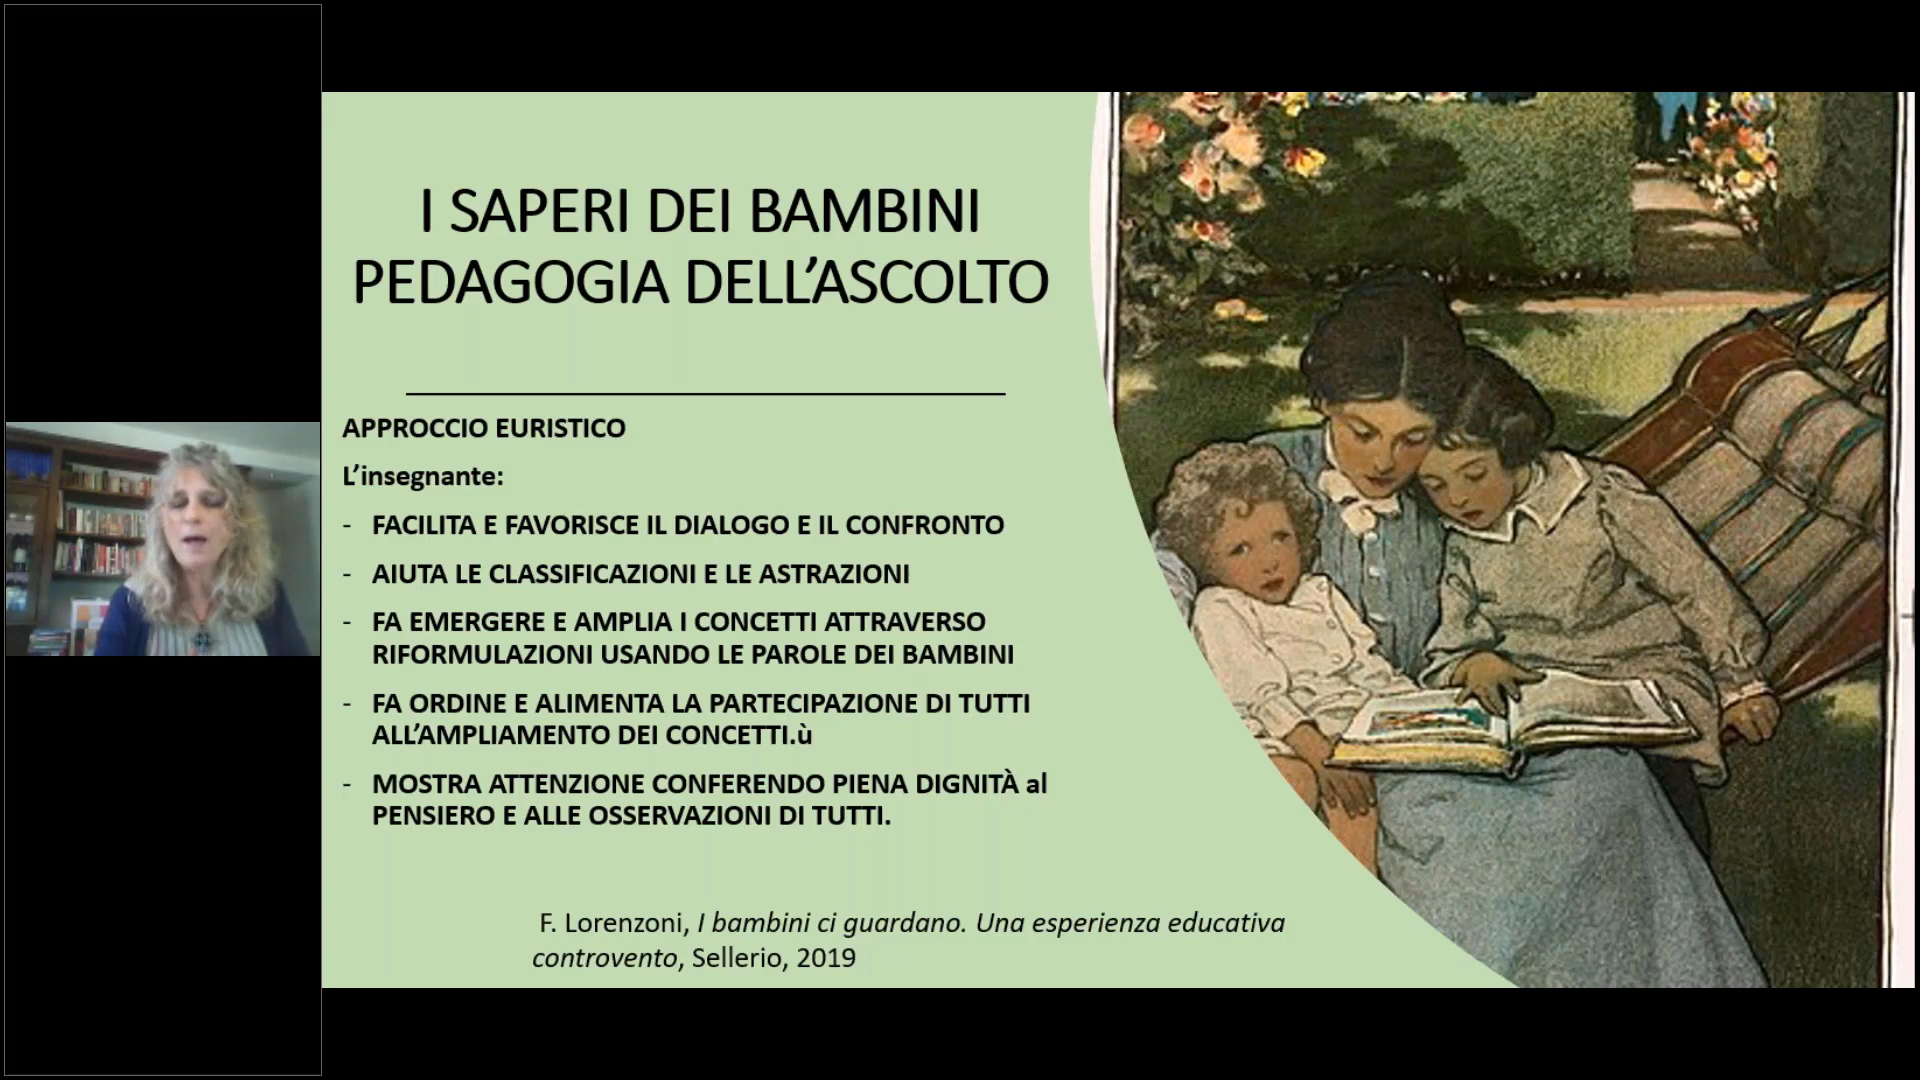 I SAPERI DEI BAMBINI
PEDAGOGIA DELL’ASCOLTO
APPROCCIO EURISTICO
L’insegnante:
- FACILITA E FAVORISCE IL DIALOGO E IL CONFRONTO
- AIUTA LE CLASSIFICAZIONI E LE ASTRAZIONI
- FA EMERGERE E AMPLIA I CONCETTI ATTRAVERSO
RIFORMULAZIONI USANDO LE PAROLE DEI BAMBINI
- FA ORDINE E ALIMENTA LA PARTECIPAZIONE DI TUTTI
ALL’AMPLIAMENTO DEI CONCETTI.ù
- MOSTRA ATTENZIONE CONFERENDO PIENA DIGNITÀ al
PENSIERO E ALLE OSSERVAZIONI DI TUTTI.
F. Lorenzoni, I bambini ci guardano. Una esperienza educativa
controvento, Sellerio, 2019